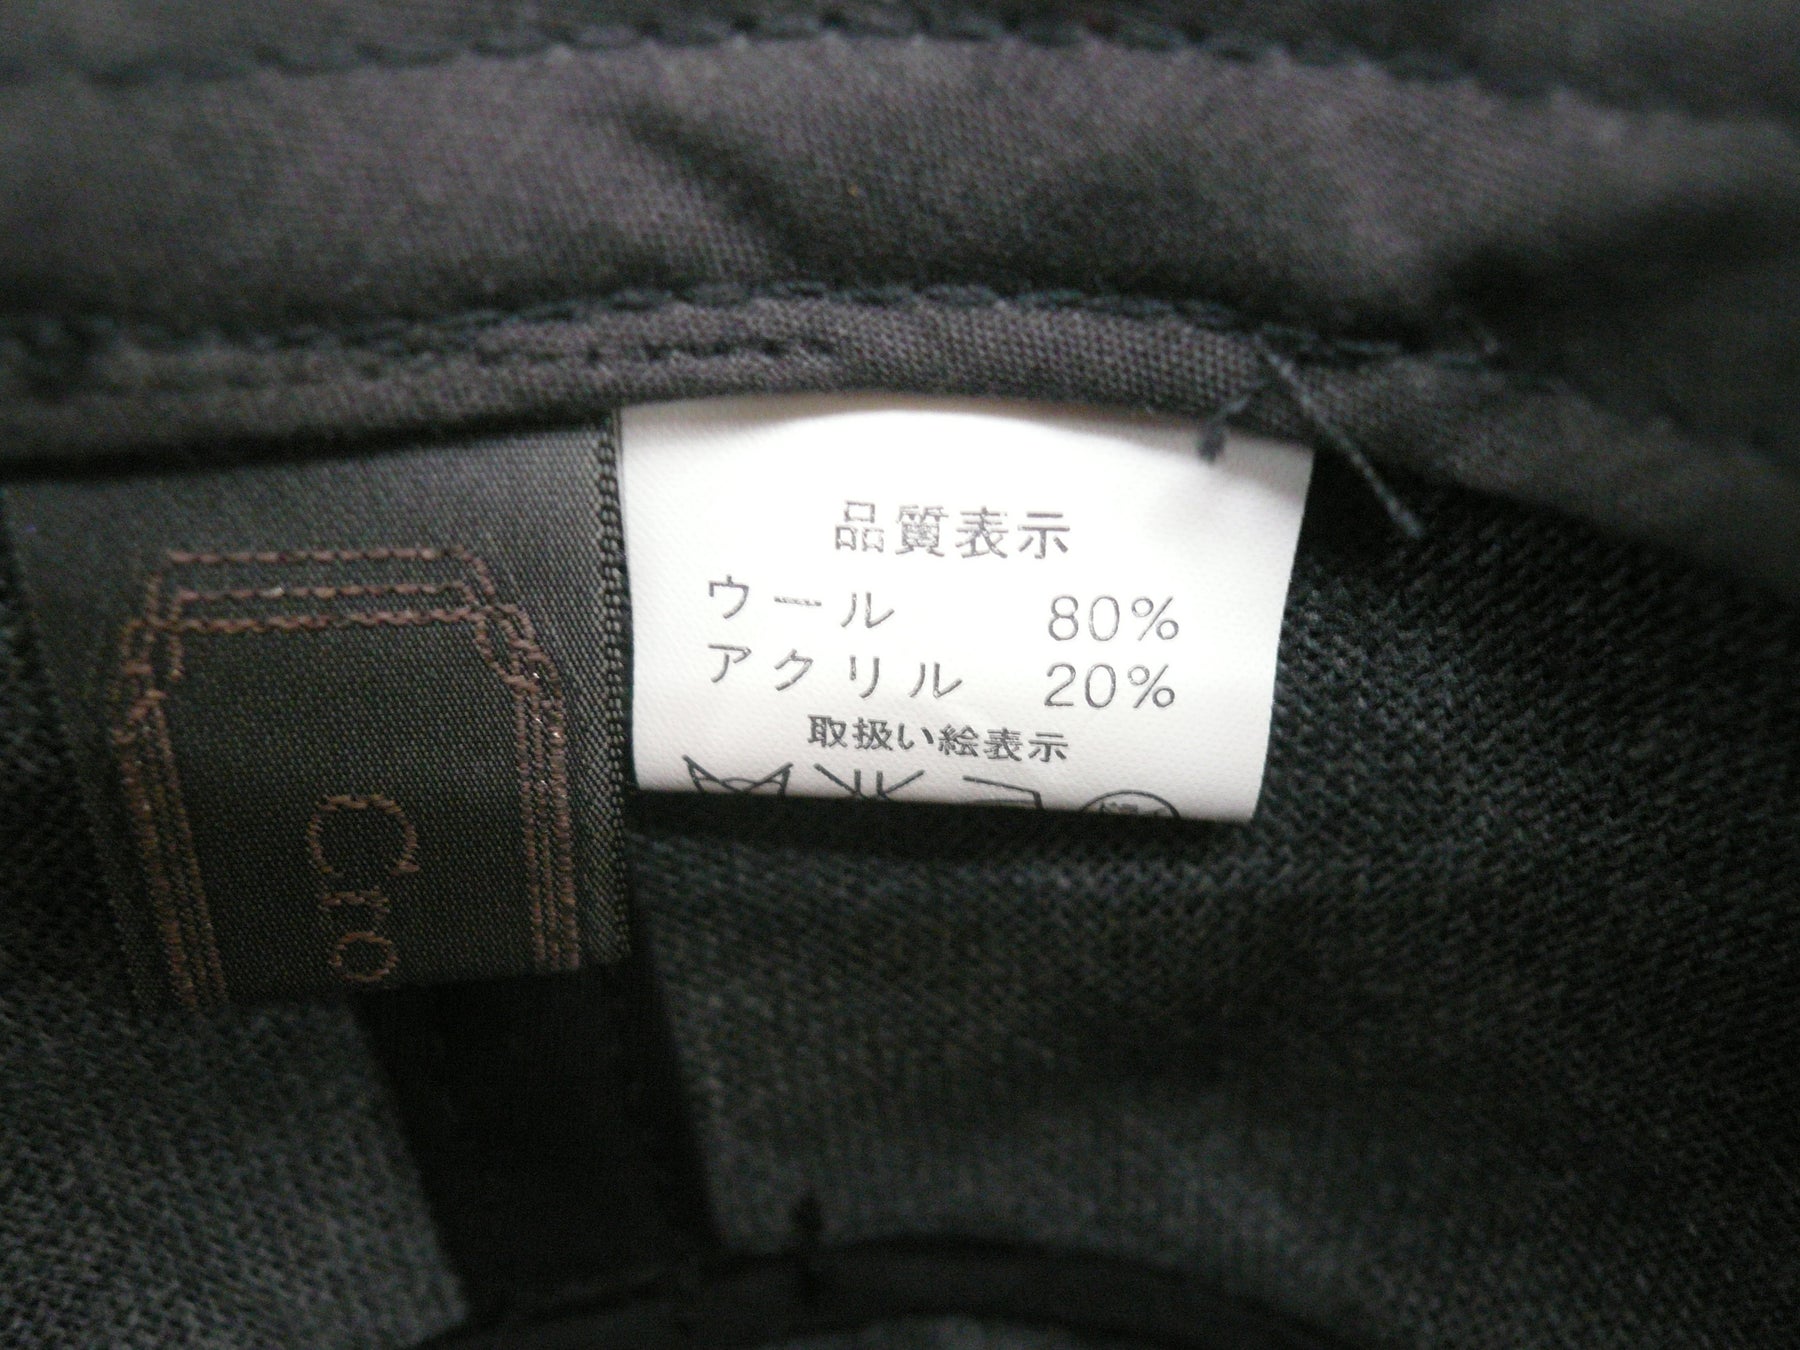 品質表示
ウール 80%
アクリル 20%
取扱い絵表示
Cro